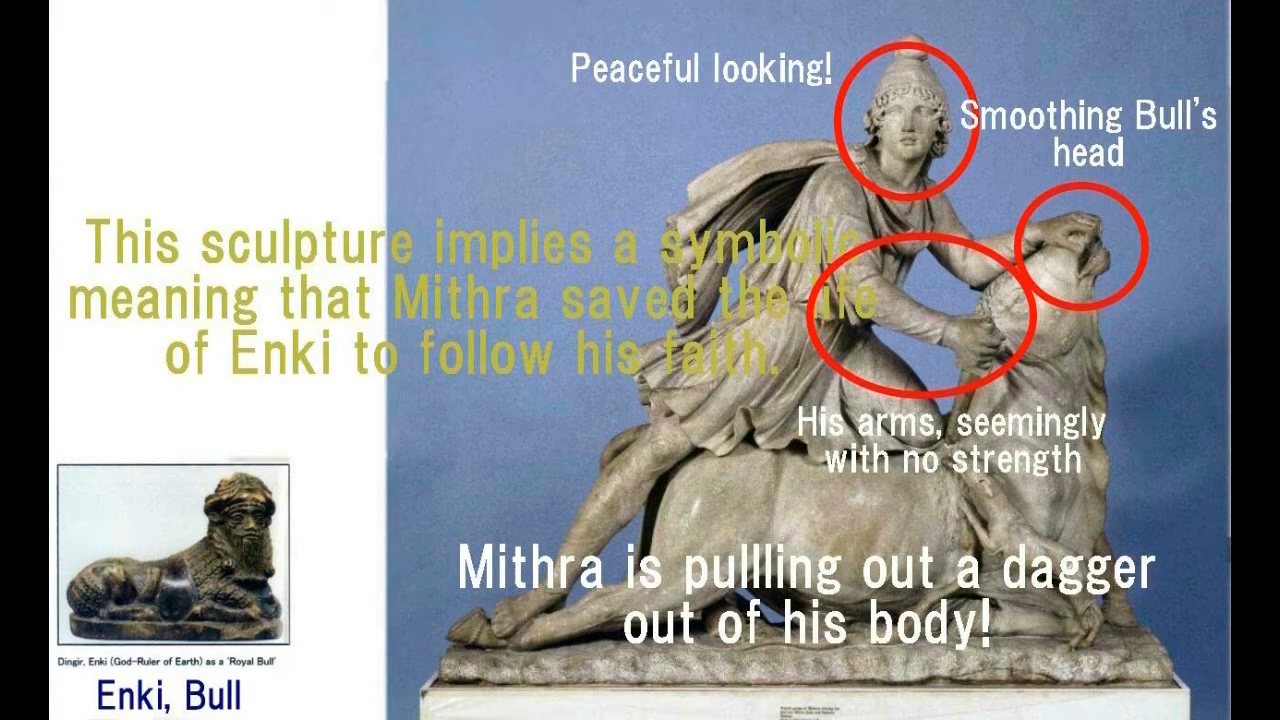 Peaceful looking!
Smoothing Bull's
head
This sculpture implies a symbolic
meaning that Mithra saved the life
of Enki to follow his faith.
His arms, seemingly
with no strength
Mithra is pullling out a dagger
out of his body!
Dingir, Enki (God-Ruler of Earth) as a 'Royal Bull'
Enki, Bull